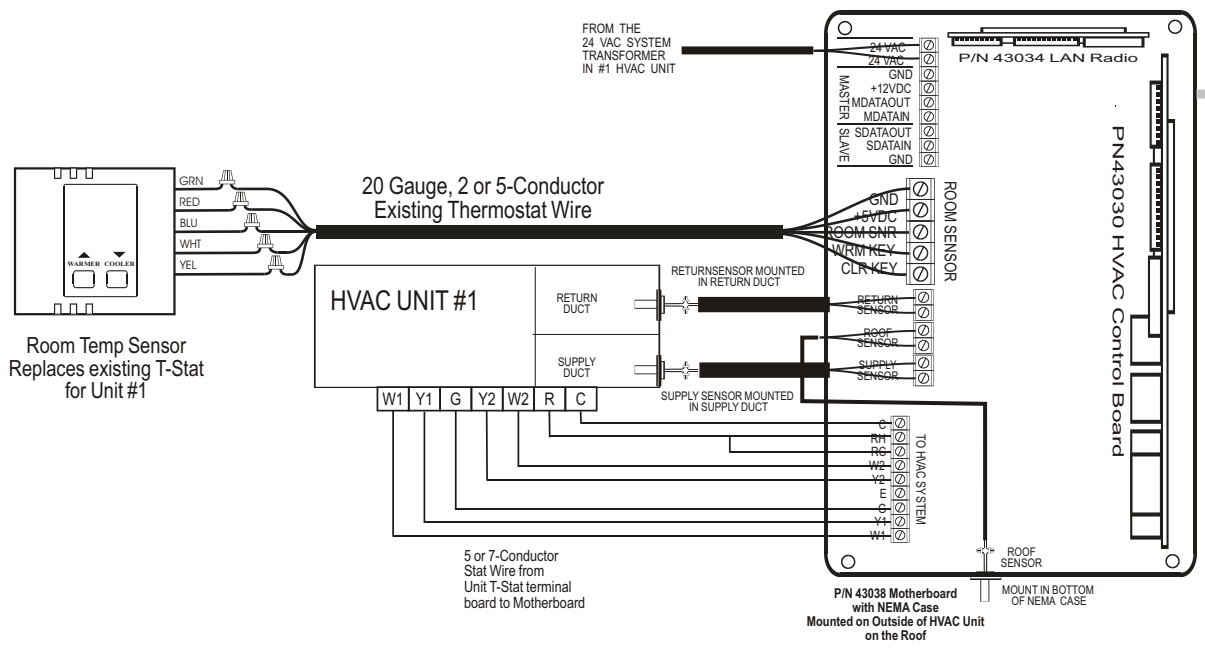 FROM THE
24 VAC SYSTEM
TRANSFORMER
IN #1 HVAC UNIT
24 VAC
24 VAC
GND
+12VDC
MDATAOUT
MDATAIN
SDATAOUT
SDATAIN
GND
MASTER
SLAVE
P/N 43034 LAN Radio
PN43030 HVAC Control Board
GRN
RED
BLU
WHT
YEL
WARMER COOLER
Room Temp Sensor
Replaces existing T-Stat
for Unit #1
20 Gauge, 2 or 5-Conductor
Existing Thermostat Wire
GND
+5VDC
ROOM SNR
WRM KEY
CLR KEY
ROOM SENSOR
HVAC UNIT #1
RETURN
DUCT
SUPPLY
DUCT
RETURNSENSOR MOUNTED
IN RETURN DUCT
SUPPLY SENSOR MOUNTED
IN SUPPLY DUCT
RETURN
SENSOR
ROOF
SENSOR
SUPPLY
SENSOR
W1 Y1 G Y2 W2 R C
C
RH
RC
W2
Y2
E
G
Y1
W1
TO HVAC SYSTEM
5 or 7-Conductor
Stat Wire from
Unit T-Stat terminal
board to Motherboard
ROOF
SENSOR
MOUNT IN BOTTOM
OF NEMA CASE
P/N 43038 Motherboard
with NEMA Case
Mounted on Outside of HVAC Unit
on the Roof